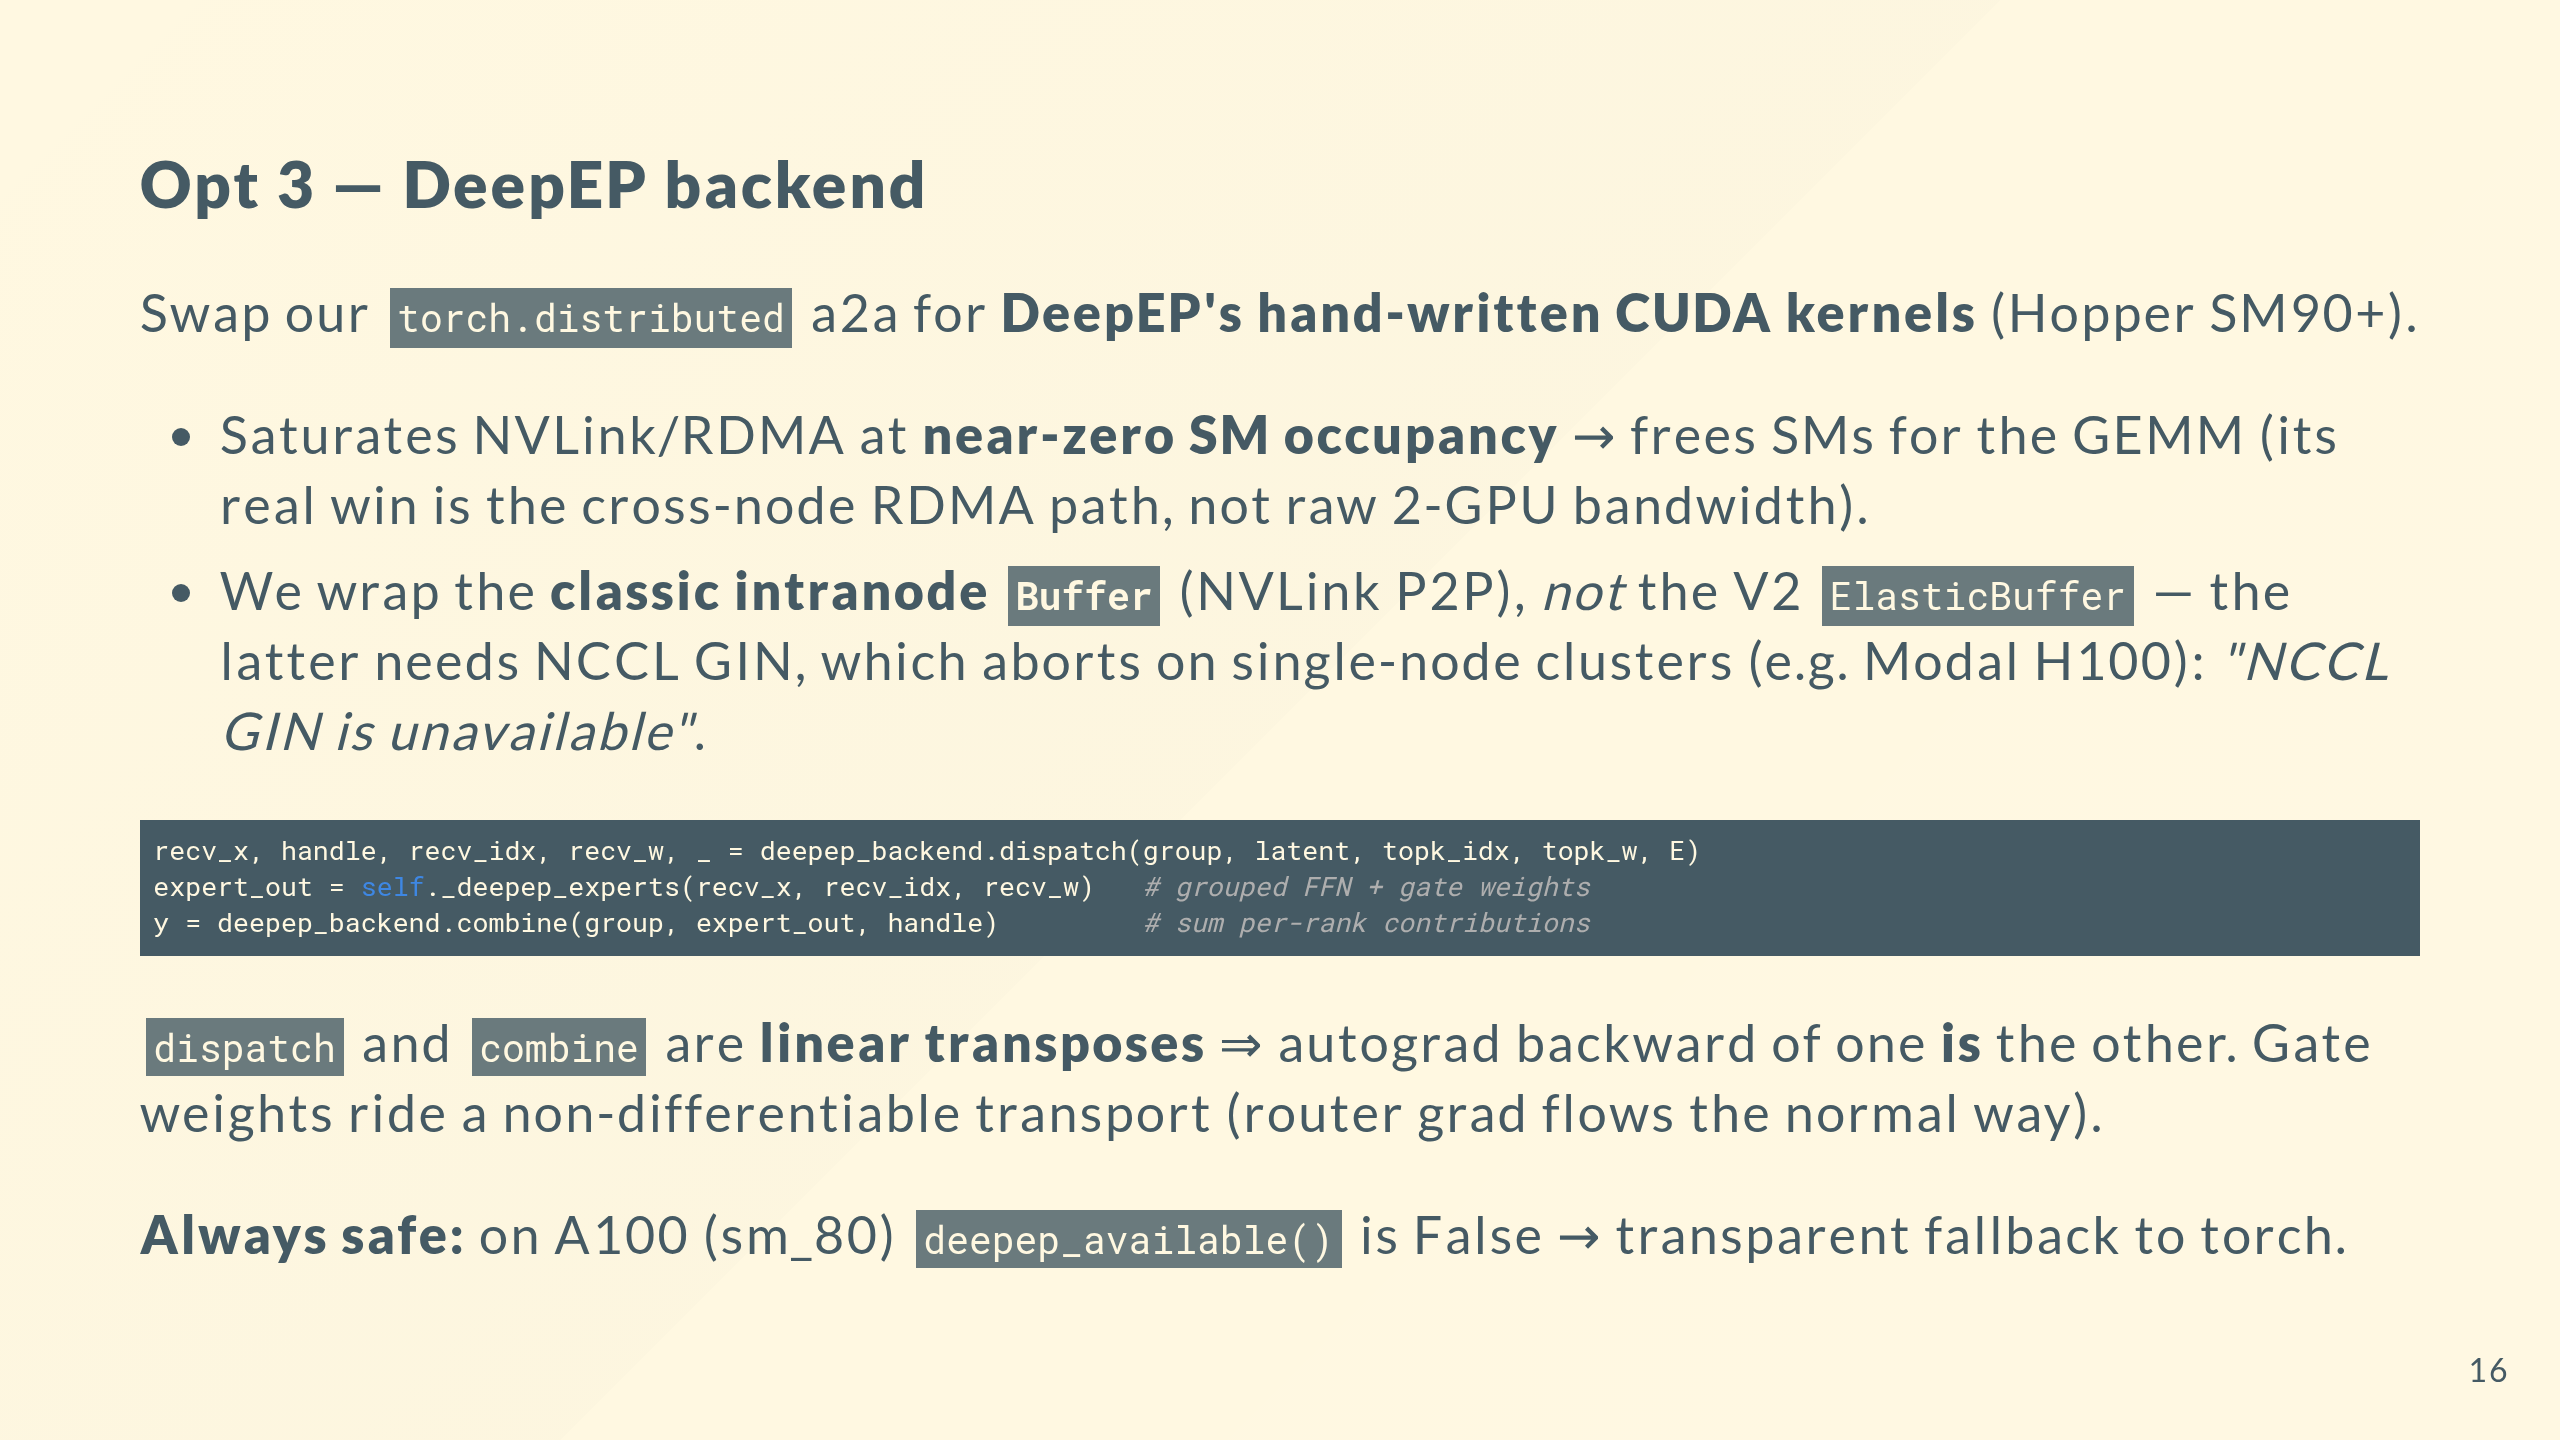 Opt 3 — DeepEP backend
Swap our torch.distributed a2a for DeepEP's hand-written CUDA kernels (Hopper SM90+).
• Saturates NVLink/RDMA at near-zero SM occupancy → frees SMs for the GEMM (its
real win is the cross-node RDMA path, not raw 2-GPU bandwidth).
• We wrap the classic intranode Buffer (NVLink P2P), not the V2 ElasticBuffer — the
latter needs NCCL GIN, which aborts on single-node clusters (e.g. Modal H100): "NCCL
GIN is unavailable".
recv_x, handle, recv_idx, recv_w, _ = deepep_backend.dispatch(group, latent, topk_idx, topk_w, E)
expert_out = self._deepep_experts(recv_x, recv_idx, recv_w)   # grouped FFN + gate weights
y = deepep_backend.combine(group, expert_out, handle)         # sum per-rank contributions
dispatch and combine are linear transposes ⇒ autograd backward of one is the other. Gate
weights ride a non-differentiable transport (router grad flows the normal way).
Always safe: on A100 (sm_80) deepep_available() is False → transparent fallback to torch.
16